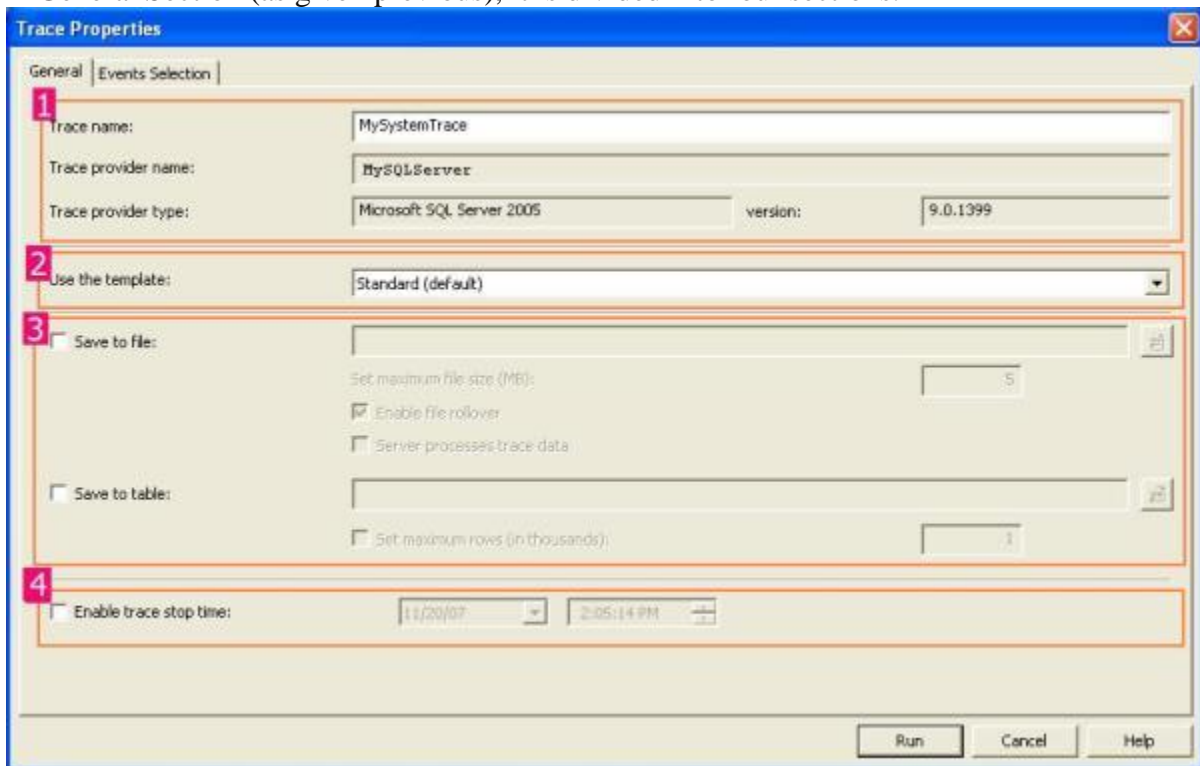 Trace Properties
General Events Selection
1
Trace name: MySystemTrace
Trace provider name: MySQLServer
Trace provider type: Microsoft SQL Server 2005 version: 9.0.1399
2
Use the template: Standard (default)
3
Save to file:
Set maximum file size (MB): 5
Enable file rollover
Server processes trace data
Save to table:
Set maximum rows (in thousands): 1
4
Enable trace stop time: 11/20/07 2:05:14 PM
Run Cancel Help